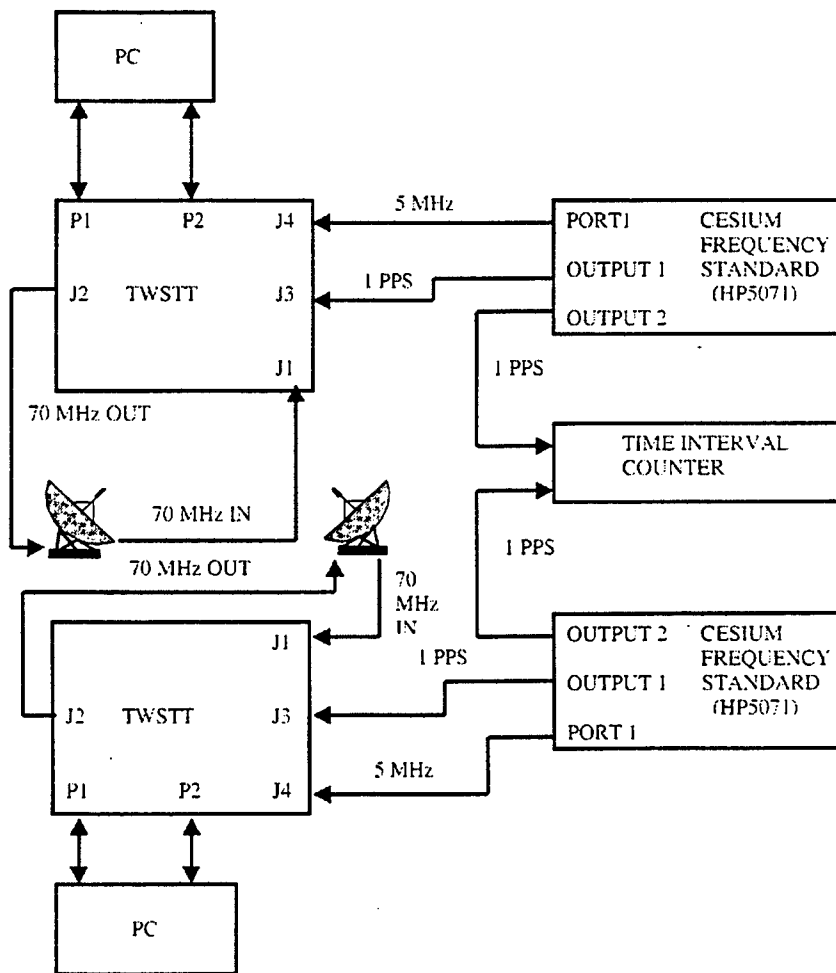 PC
P1 P2 J4
J2 TWSTT J3
J1
5 MHz
1 PPS
PORT1
OUTPUT 1
OUTPUT 2
CESIUM
FREQUENCY
STANDARD
(HP5071)
1 PPS
70 MHz OUT
TIME INTERVAL
COUNTER
70 MHz IN
70 MHz OUT
70
MHz
IN
1 PPS
J1
J2 TWSTT J3
P1 P2 J4
1 PPS
5 MHz
OUTPUT 2
OUTPUT 1
PORT 1
CESIUM
FREQUENCY
STANDARD
(HP5071)
PC